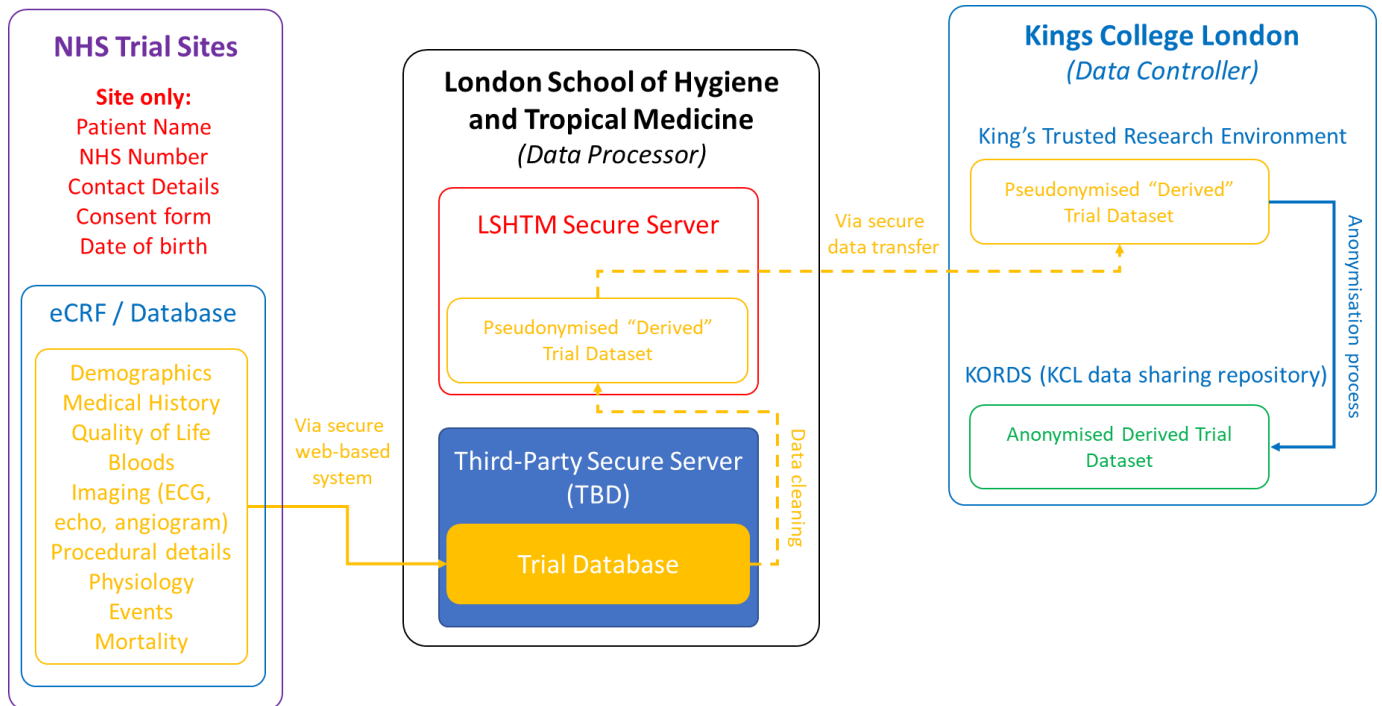 NHS Trial Sites
Site only:
Patient Name
NHS Number
Contact Details
Consent form
Date of birth
eCRF / Database
Demographics
Medical History
Quality of Life
Bloods
Imaging (ECG,
echo, angiogram)
Procedural details
Physiology
Events
Mortality
Via secure
web-based
system
London School of Hygiene
and Tropical Medicine
(Data Processor)
LSHTM Secure Server
Pseudonymised “Derived”
Trial Dataset
Third-Party Secure Server
(TBD)
Trial Database
Data cleaning
Via secure
data transfer
Kings College London
(Data Controller)
King’s Trusted Research Environment
Pseudonymised “Derived”
Trial Dataset
Anonymisation process
KORDS (KCL data sharing repository)
Anonymised Derived Trial
Dataset